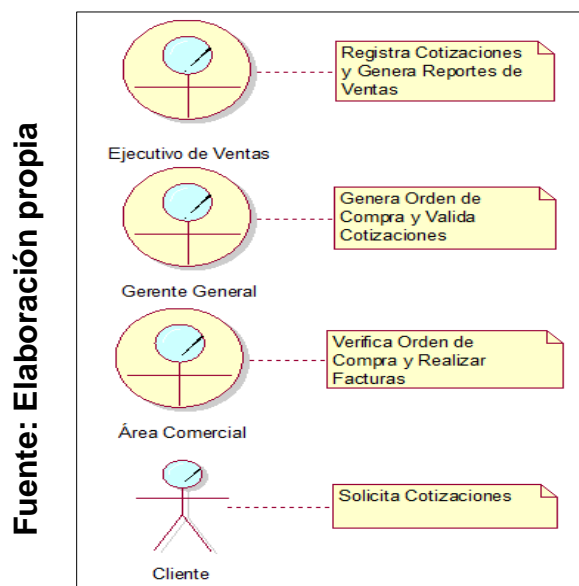 Fuente: Elaboración propia
Registra Cotizaciones
y Genera Reportes de
Ventas
Ejecutivo de Ventas
Genera Orden de
Compra y Valida
Cotizaciones
Gerente General
Verifica Orden de
Compra y Realizar
Facturas
Área Comercial
Solicita Cotizaciones
Cliente